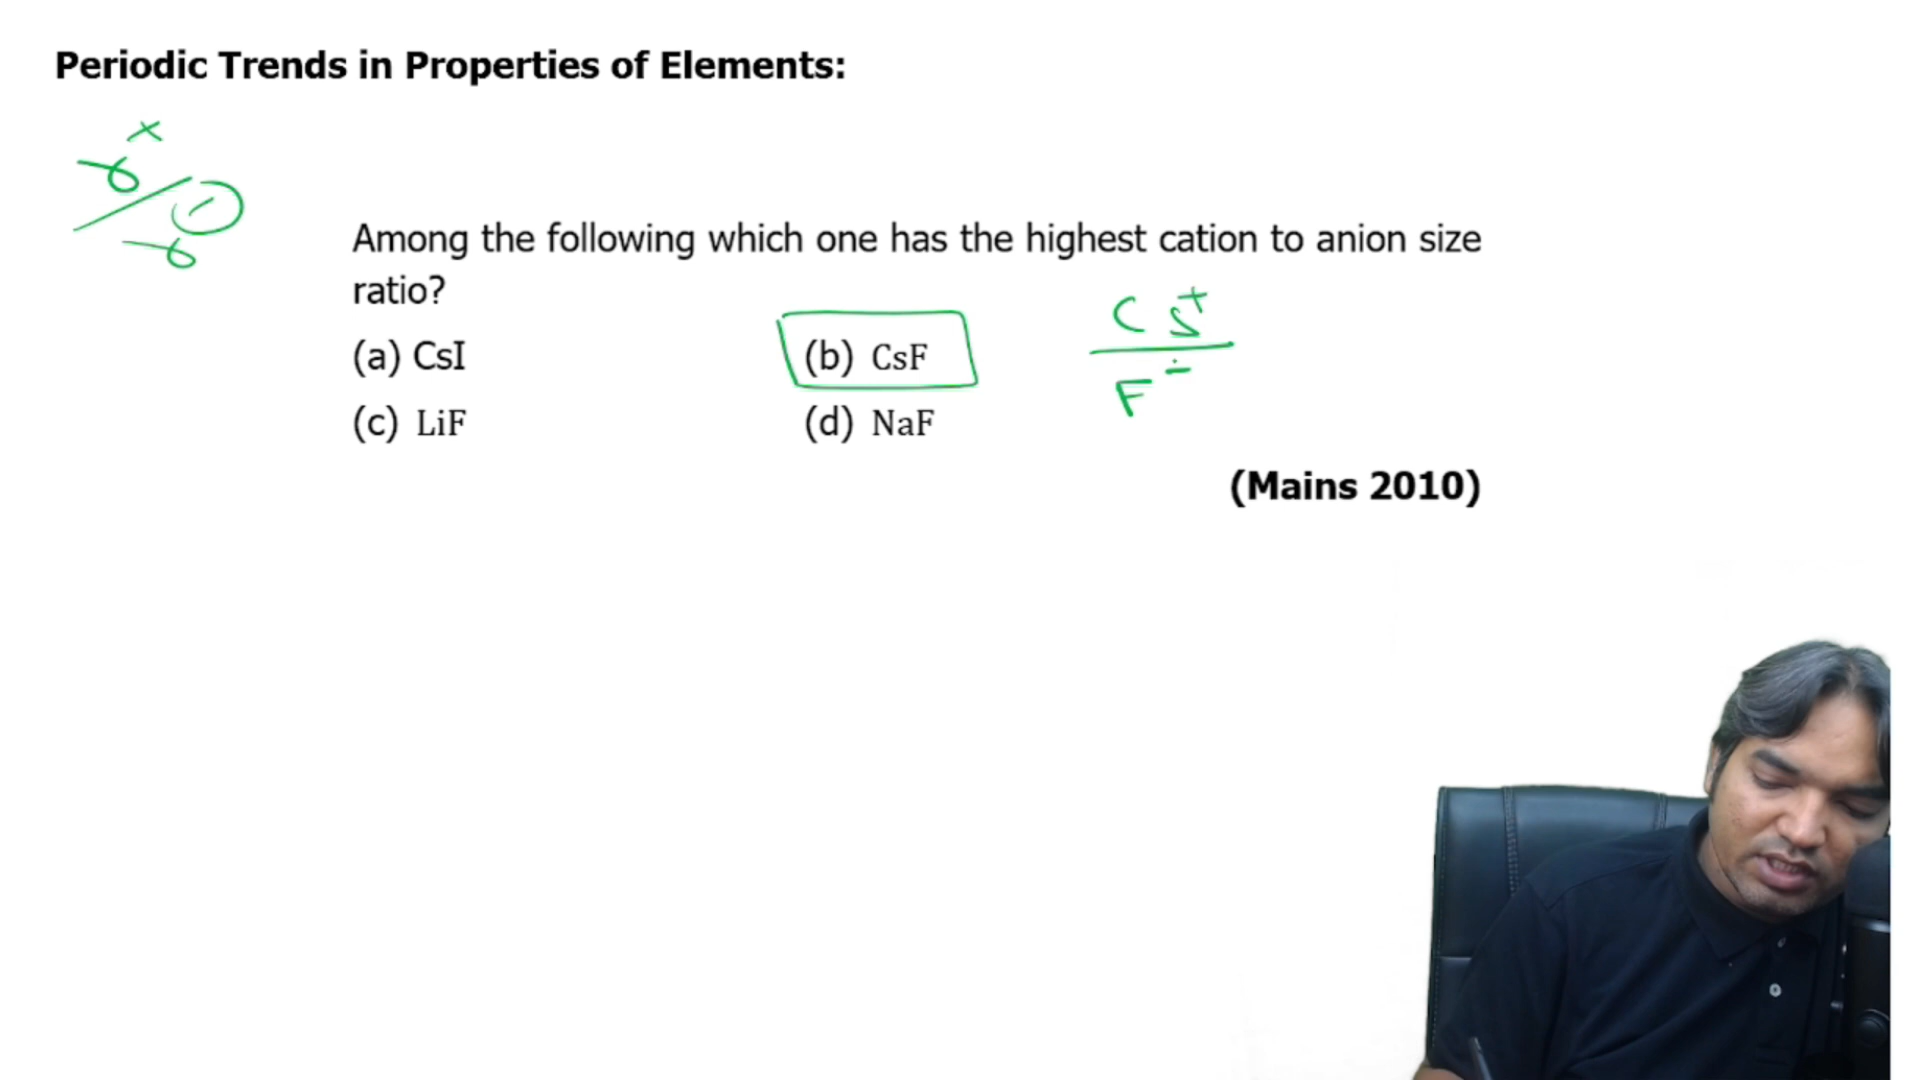 Periodic Trends in Properties of Elements:
r⁺/r⁻
Among the following which one has the highest cation to anion size
ratio?
(a) CsI
(b) CsF
(c) LiF
(d) NaF
Cs⁺
F⁻
(Mains 2010)